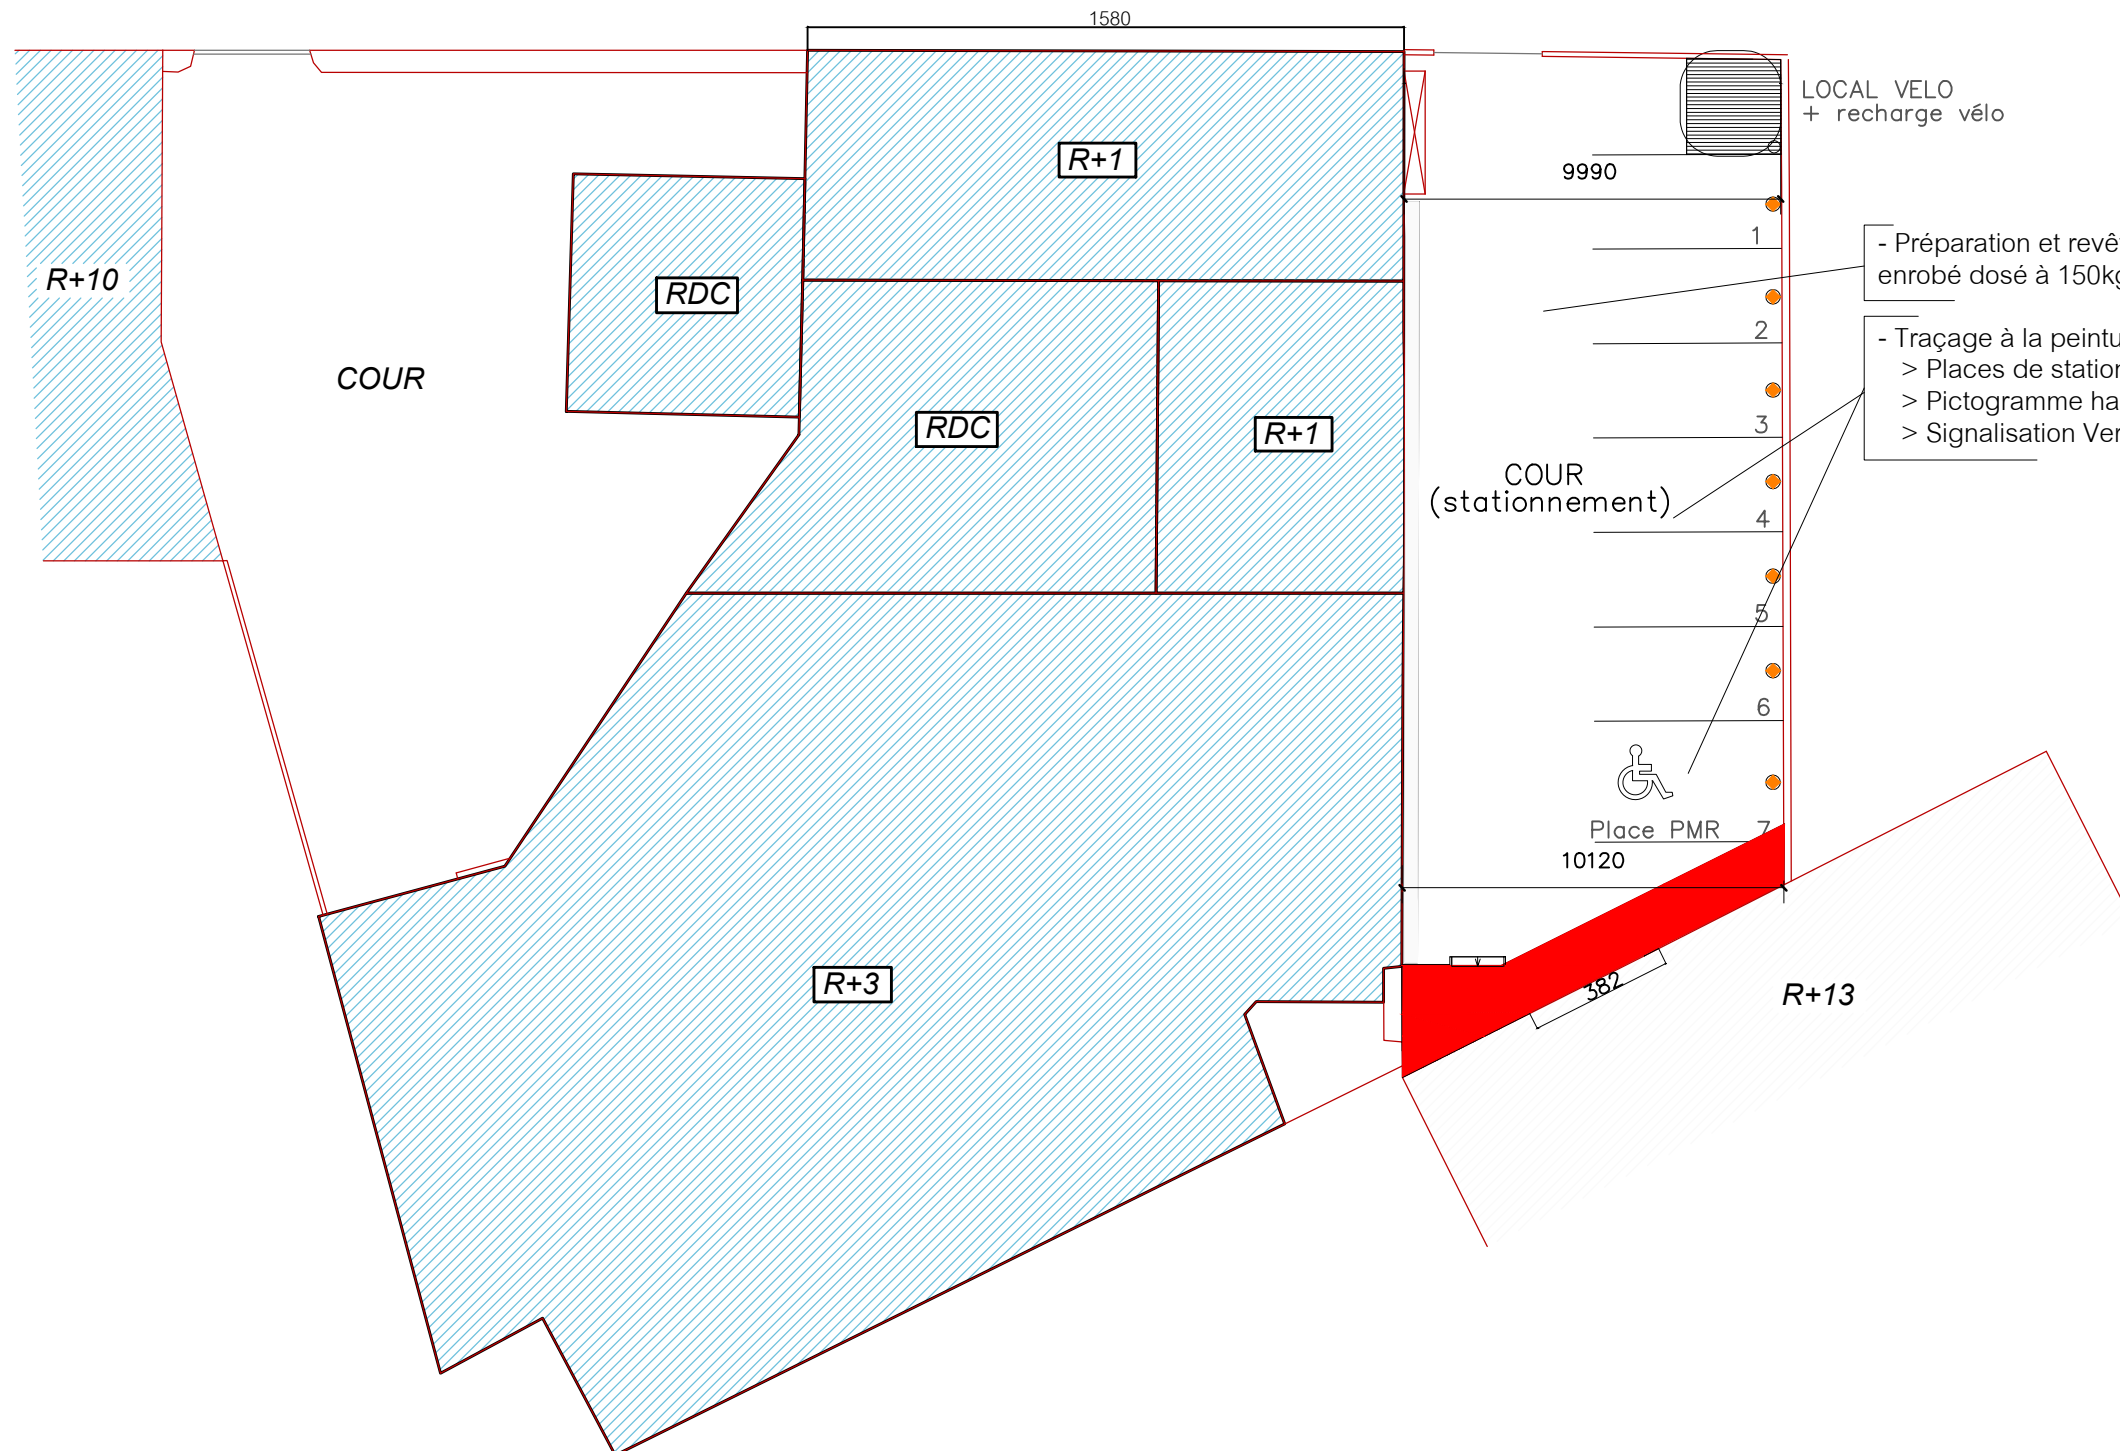 1580
LOCAL VELO
+ recharge vélo
R+1
9990
1
- Préparation et revê
enrobé dosé à 150kg
R+10
RDC
2
- Traçage à la peintu
> Places de station
> Pictogramme ha
> Signalisation Ver
COUR
RDC
R+1
3
COUR
(stationnement)
4
5
6
Place PMR
7
10120
R+3
382
R+13